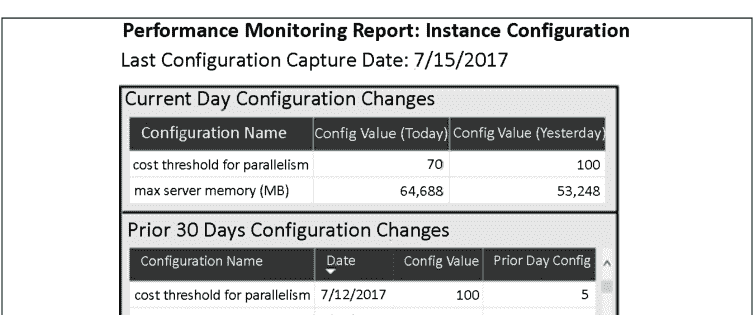 Performance Monitoring Report: Instance Configuration
Last Configuration Capture Date: 7/15/2017
Current Day Configuration Changes
Configuration Name Config Value (Today) Config Value (Yesterday)
cost threshold for parallelism 70 100
max server memory (MB) 64,688 53,248
Prior 30 Days Configuration Changes
Configuration Name Date Config Value Prior Day Config
cost threshold for parallelism 7/12/2017 100 5